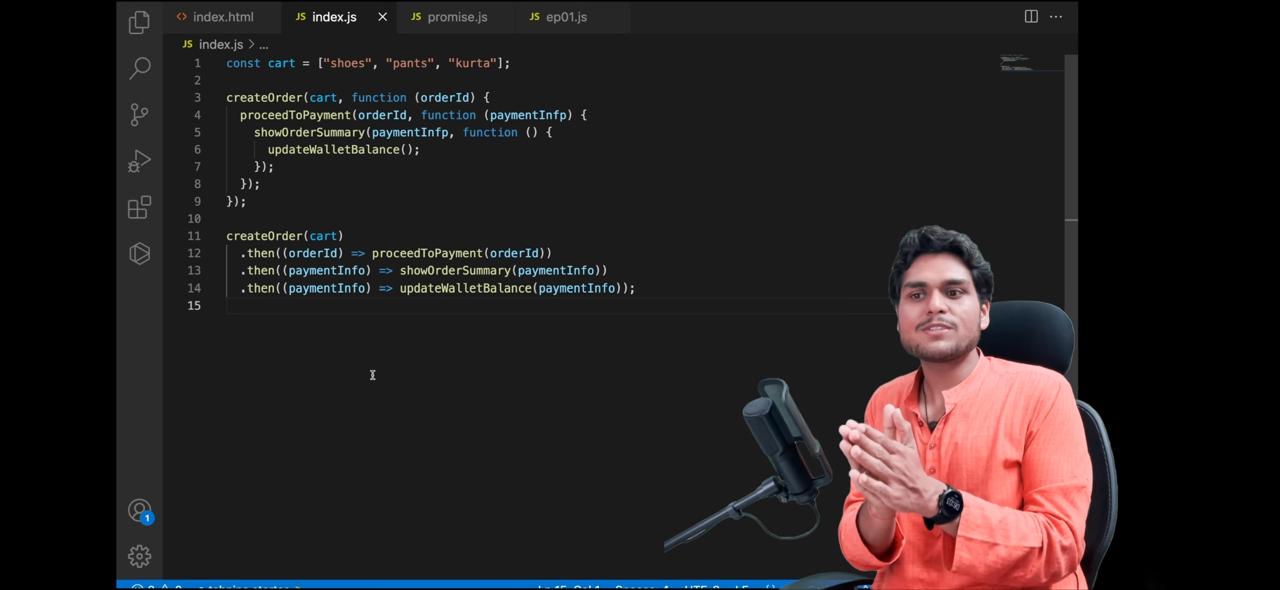 <> index.html JS index.js × JS promise.js JS ep01.js ...
JS index.js > ...
1 const cart = ["shoes", "pants", "kurta"];
2
3 createOrder(cart, function (orderId) {
4 proceedToPayment(orderId, function (paymentInfp) {
5 showOrderSummary(paymentInfp, function () {
6 updateWalletBalance();
7 });
8 });
9 });
10
11 createOrder(cart)
12 .then((orderId) => proceedToPayment(orderId))
13 .then((paymentInfo) => showOrderSummary(paymentInfo))
14 .then((paymentInfo) => updateWalletBalance(paymentInfo));
15
1